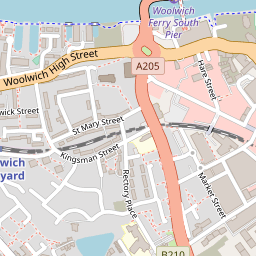 Woolwich
Ferry South
Pier
Woolwich High Street
A205
Hare Street
wick Street
St Mary Street
Kingsman Street
wich
yard
Rectory Place
Market Street
B210